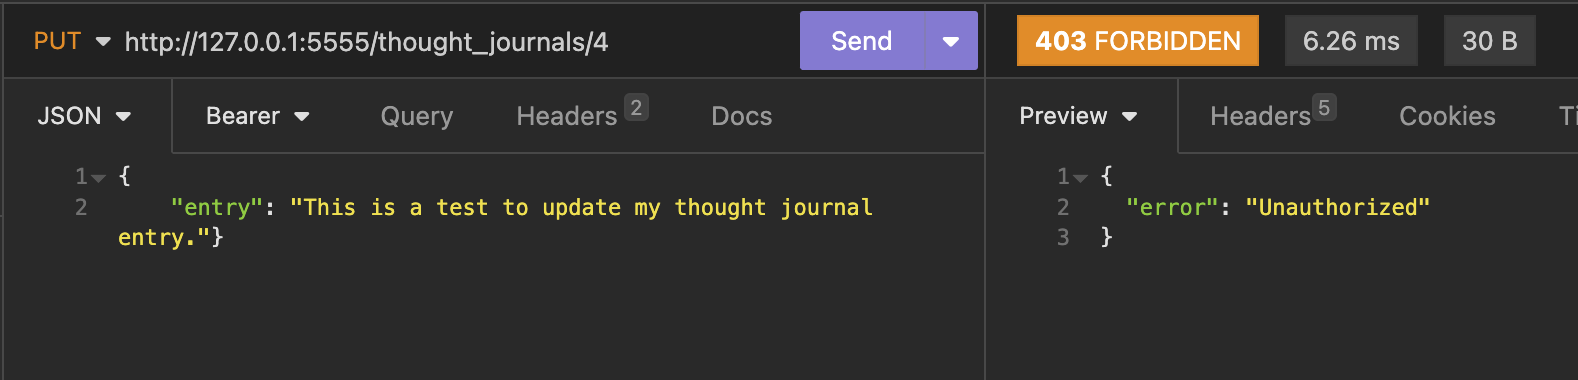 PUT http://127.0.0.1:5555/thought_journals/4 Send 403 FORBIDDEN 6.26 ms 30 B
JSON Bearer Query Headers 2 Docs Preview Headers 5 Cookies
1 {
2 "entry": "This is a test to update my thought journal
entry."}
1 {
2 "error": "Unauthorized"
3 }